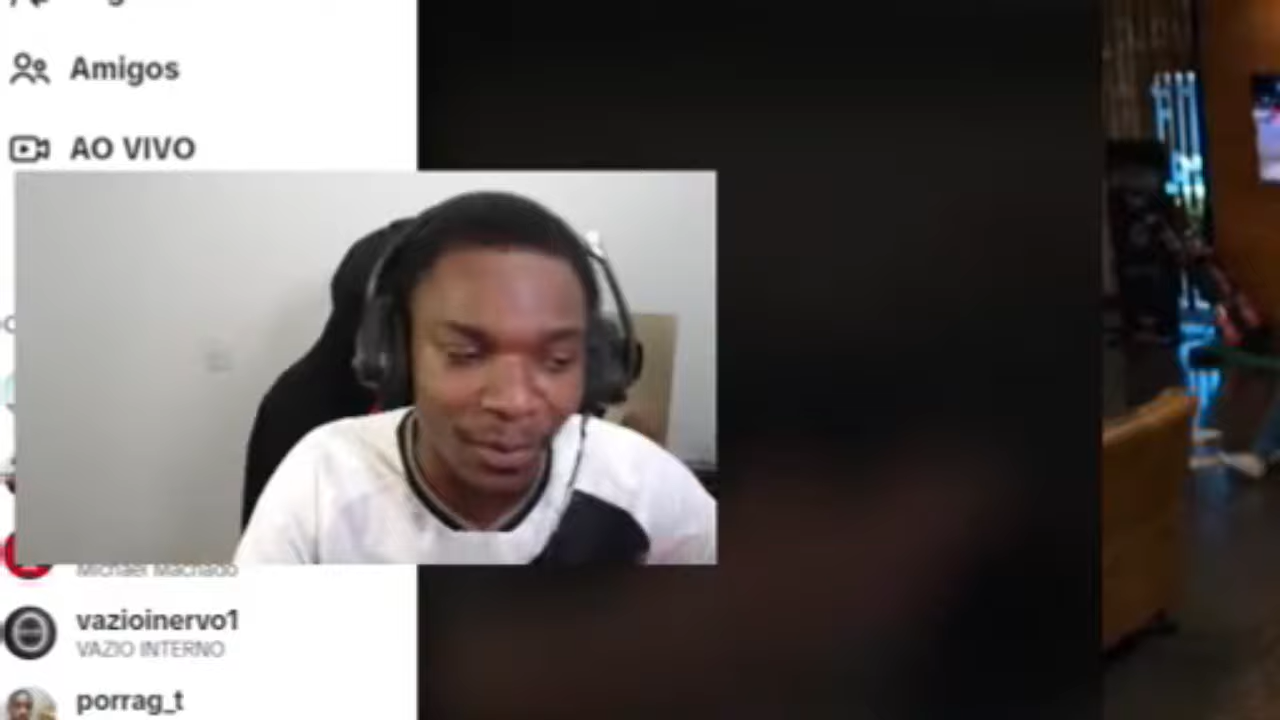 Amigos
AO VIVO
Michael Machado
vazioinervo1
VAZIO INTERNO
porrag_t